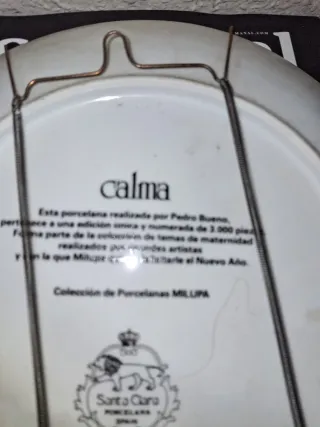 calma
Esta porcelana realizada por Pedro Bueno,
pertenece a una edición única y numerada de 3.000 piezas
Forma parte de la colección de temas de maternidad
realizados por grandes artistas
y con la que Milupa felicitarle el Nuevo Año.
Colección de Porcelanas MILUPA
Santa Clara
PORCELANA
SPAIN